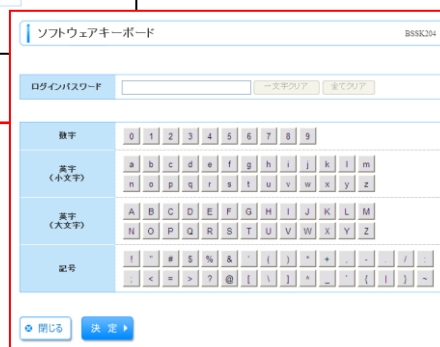 ソフトウェアキーボード
BSSK204
ログインパスワード
一文字クリア 全てクリア
数字
0 1 2 3 4 5 6 7 8 9
英字
(小文字)
a b c d e f g h i j k l m
n o p q r s t u v w x y z
英字
(大文字)
A B C D E F G H I J K L M
N O P Q R S T U V W X Y Z
記号
! " # $ % & ' ( ) * + , - . / :
; < = > ? @ [ \ ] ^ _ ` { | } ~
閉じる 決 定